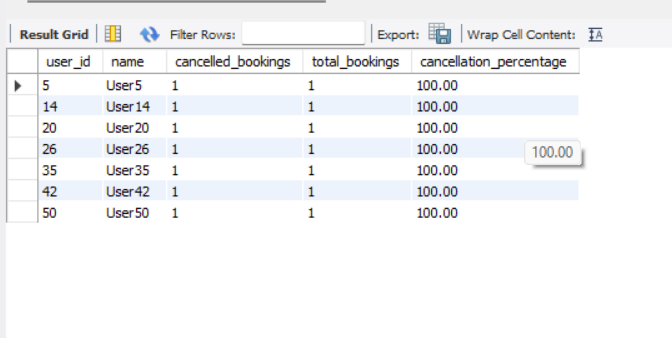 Result Grid Filter Rows: Export: Wrap Cell Content: IA
user_id name cancelled_bookings total_bookings cancellation_percentage
5 User5 1 1 100.00
14 User14 1 1 100.00
20 User20 1 1 100.00
26 User26 1 1 100.00
100.00
35 User35 1 1 100.00
42 User42 1 1 100.00
50 User50 1 1 100.00